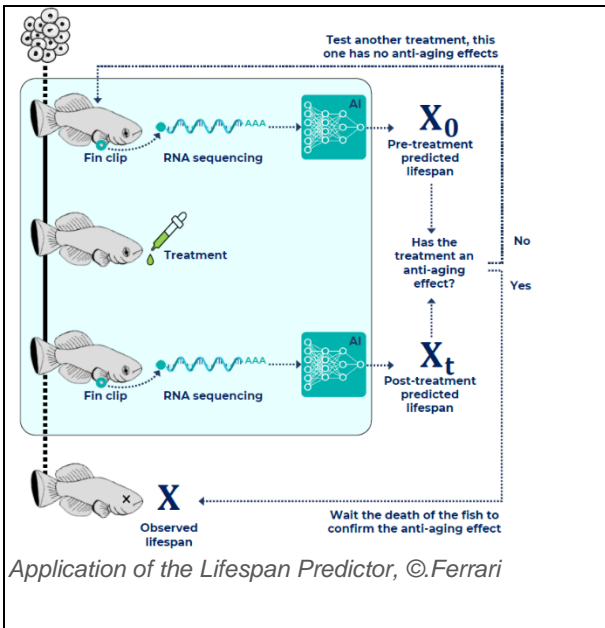 Test another treatment, this
one has no anti-aging effects
AI
AAA
Fin clip
RNA sequencing
X0
Pre-treatment
predicted
lifespan
Treatment
Has the
treatment an
anti-aging
effect?
No
Yes
AI
AAA
Fin clip
RNA sequencing
Xt
Post-treatment
predicted
lifespan
X
Observed
lifespan
Wait the death of the fish to
confirm the anti-aging effect
Application of the Lifespan Predictor, ©.Ferrari